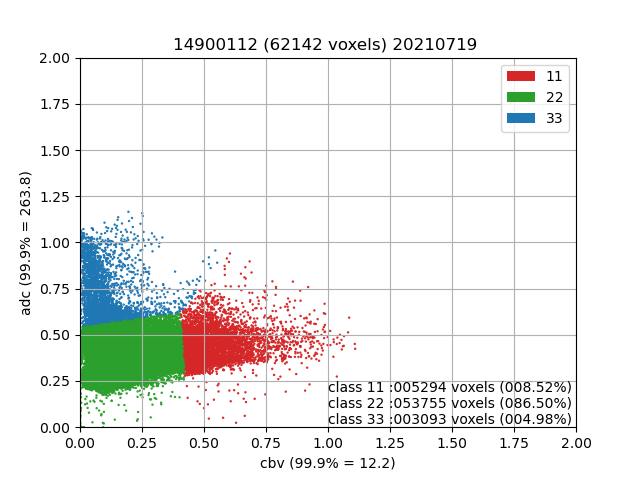 14900112 (62142 voxels) 20210719
2.00
1.75
1.50
1.25
1.00
0.75
0.50
0.25
0.00
adc (99.9% = 263.8)
11
22
33
class 11 :005294 voxels (008.52%)
class 22 :053755 voxels (086.50%)
class 33 :003093 voxels (004.98%)
0.00 0.25 0.50 0.75 1.00 1.25 1.50 1.75 2.00
cbv (99.9% = 12.2)